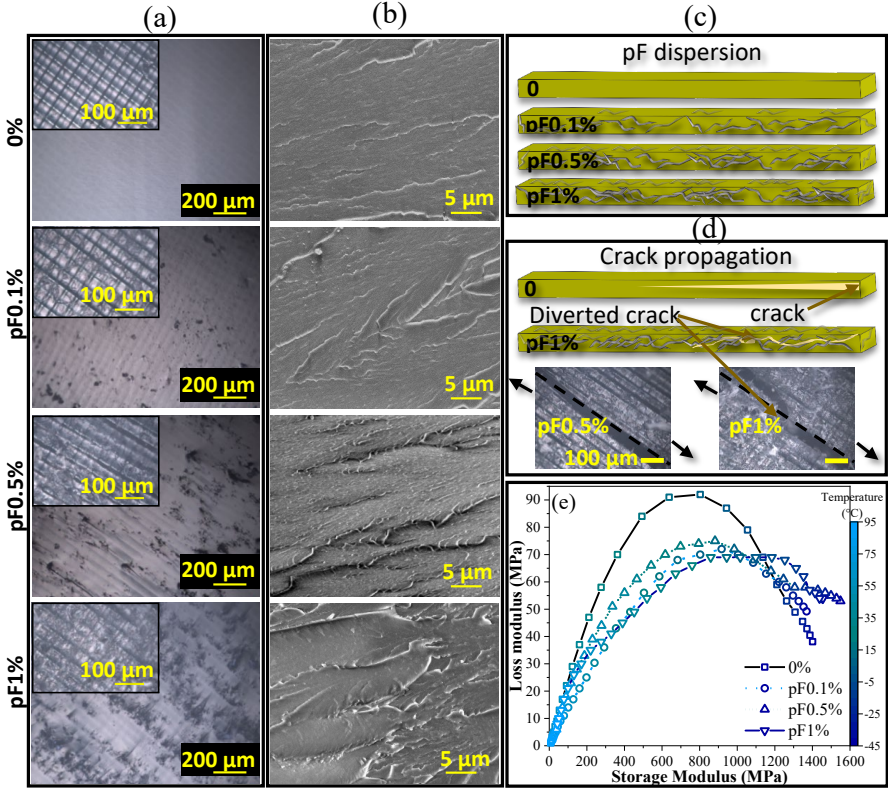 (a)
(b)
(c)
0%
100 µm
200 µm
5 µm
pF0.1%
100 µm
200 µm
5 µm
pF0.5%
100 µm
200 µm
5 µm
pF1%
100 µm
200 µm
5 µm
pF dispersion
0
pF0.1%
pF0.5%
pF1%
(d)
Crack propagation
0
Diverted crack
crack
pF1%
pF0.5%
100 µm
pF1%
(e)
Temperature
(°C)
95
75
55
35
15
-5
-25
-45
Loss modulus (MPa)
90
80
70
60
50
40
30
20
10
0
0%
pF0.1%
pF0.5%
pF1%
0 200 400 600 800 1000 1200 1400 1600
Storage Modulus (MPa)